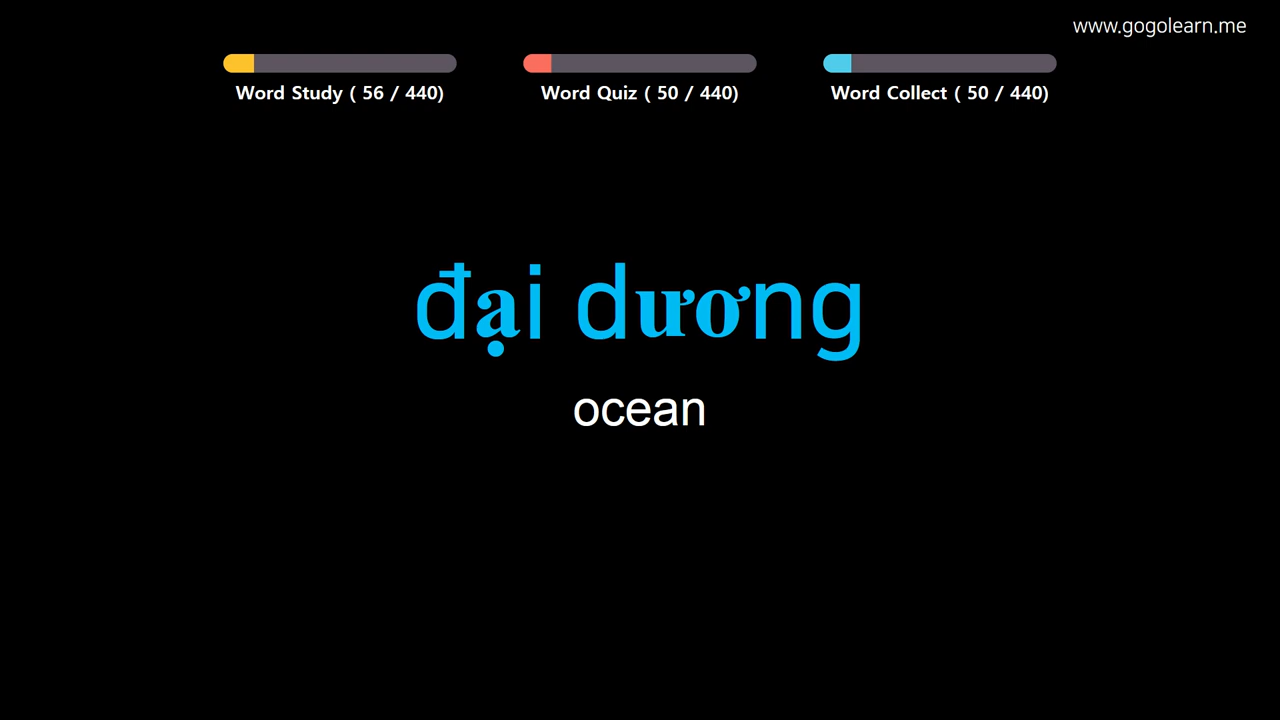 www.gogolearn.me
Word Study ( 56 / 440)
Word Quiz ( 50 / 440)
Word Collect ( 50 / 440)
đại dương
ocean